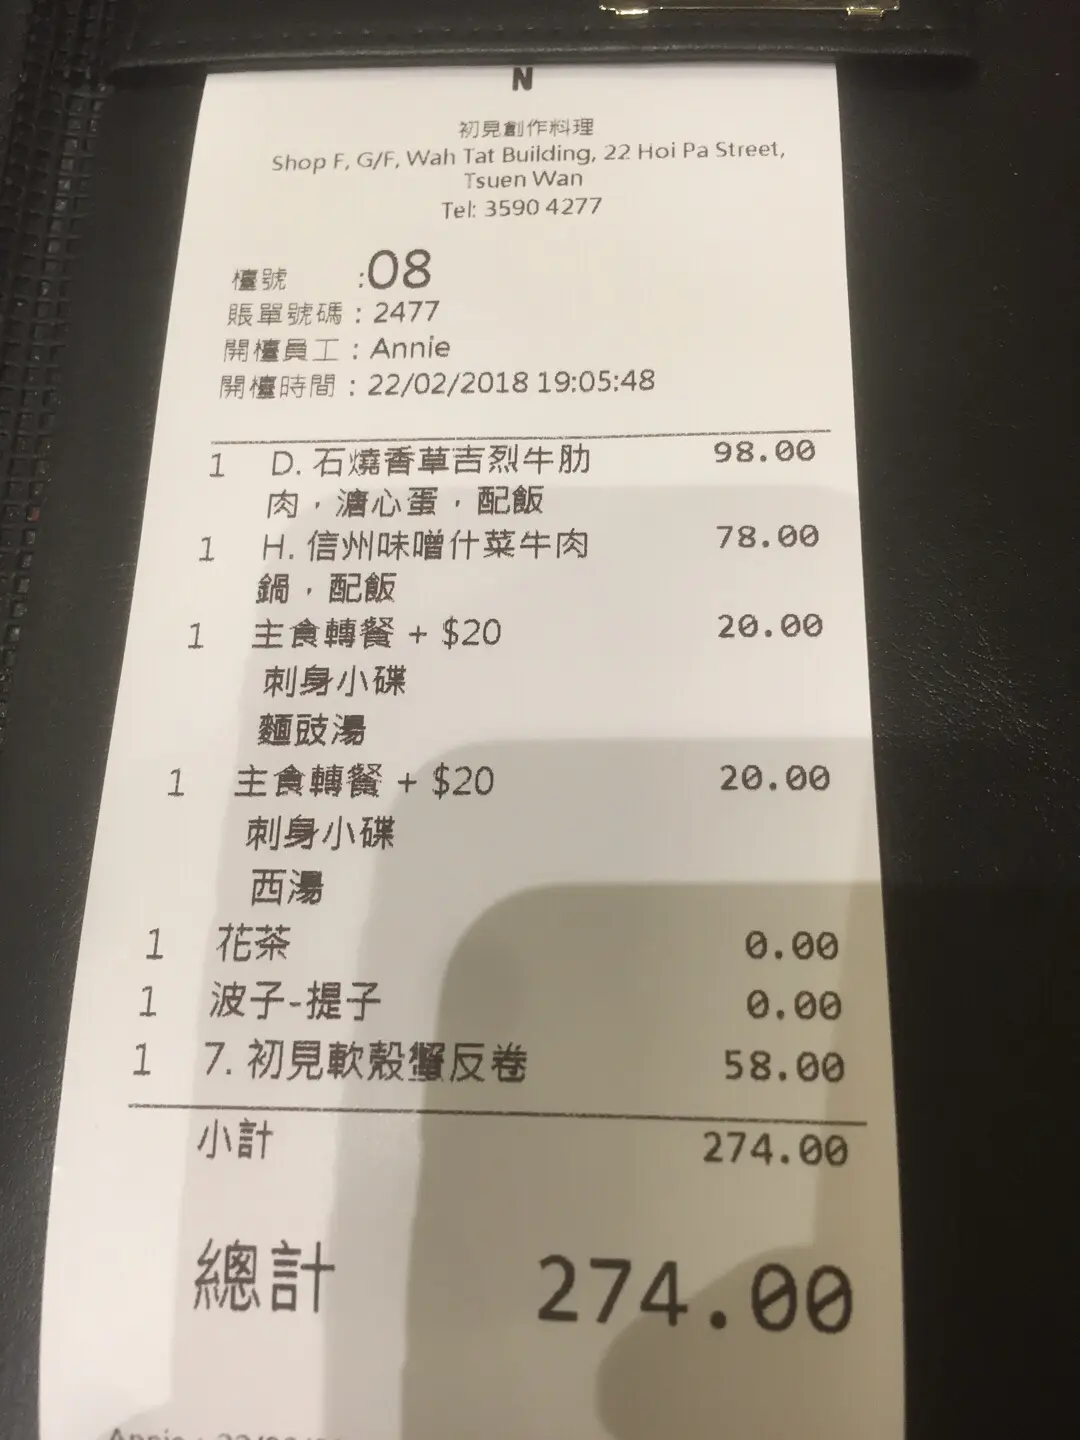 N
初見創作料理
Shop F, G/F, Wah Tat Building, 22 Hoi Pa Street,
Tsuen Wan
Tel: 3590 4277
檯號 :08
賬單號碼 : 2477
開檯員工 : Annie
開檯時間 : 22/02/2018 19:05:48
1 D. 石燒香草吉烈牛肋 98.00
肉，溏心蛋，配飯
1 H. 信州味噌什菜牛肉 78.00
鍋，配飯
1 主食轉餐 + $20 20.00
刺身小碟
麵豉湯
1 主食轉餐 + $20 20.00
刺身小碟
西湯
1 花茶 0.00
1 波子-提子 0.00
1 7. 初見軟殼蟹反卷 58.00
小計 274.00
總計 274.00